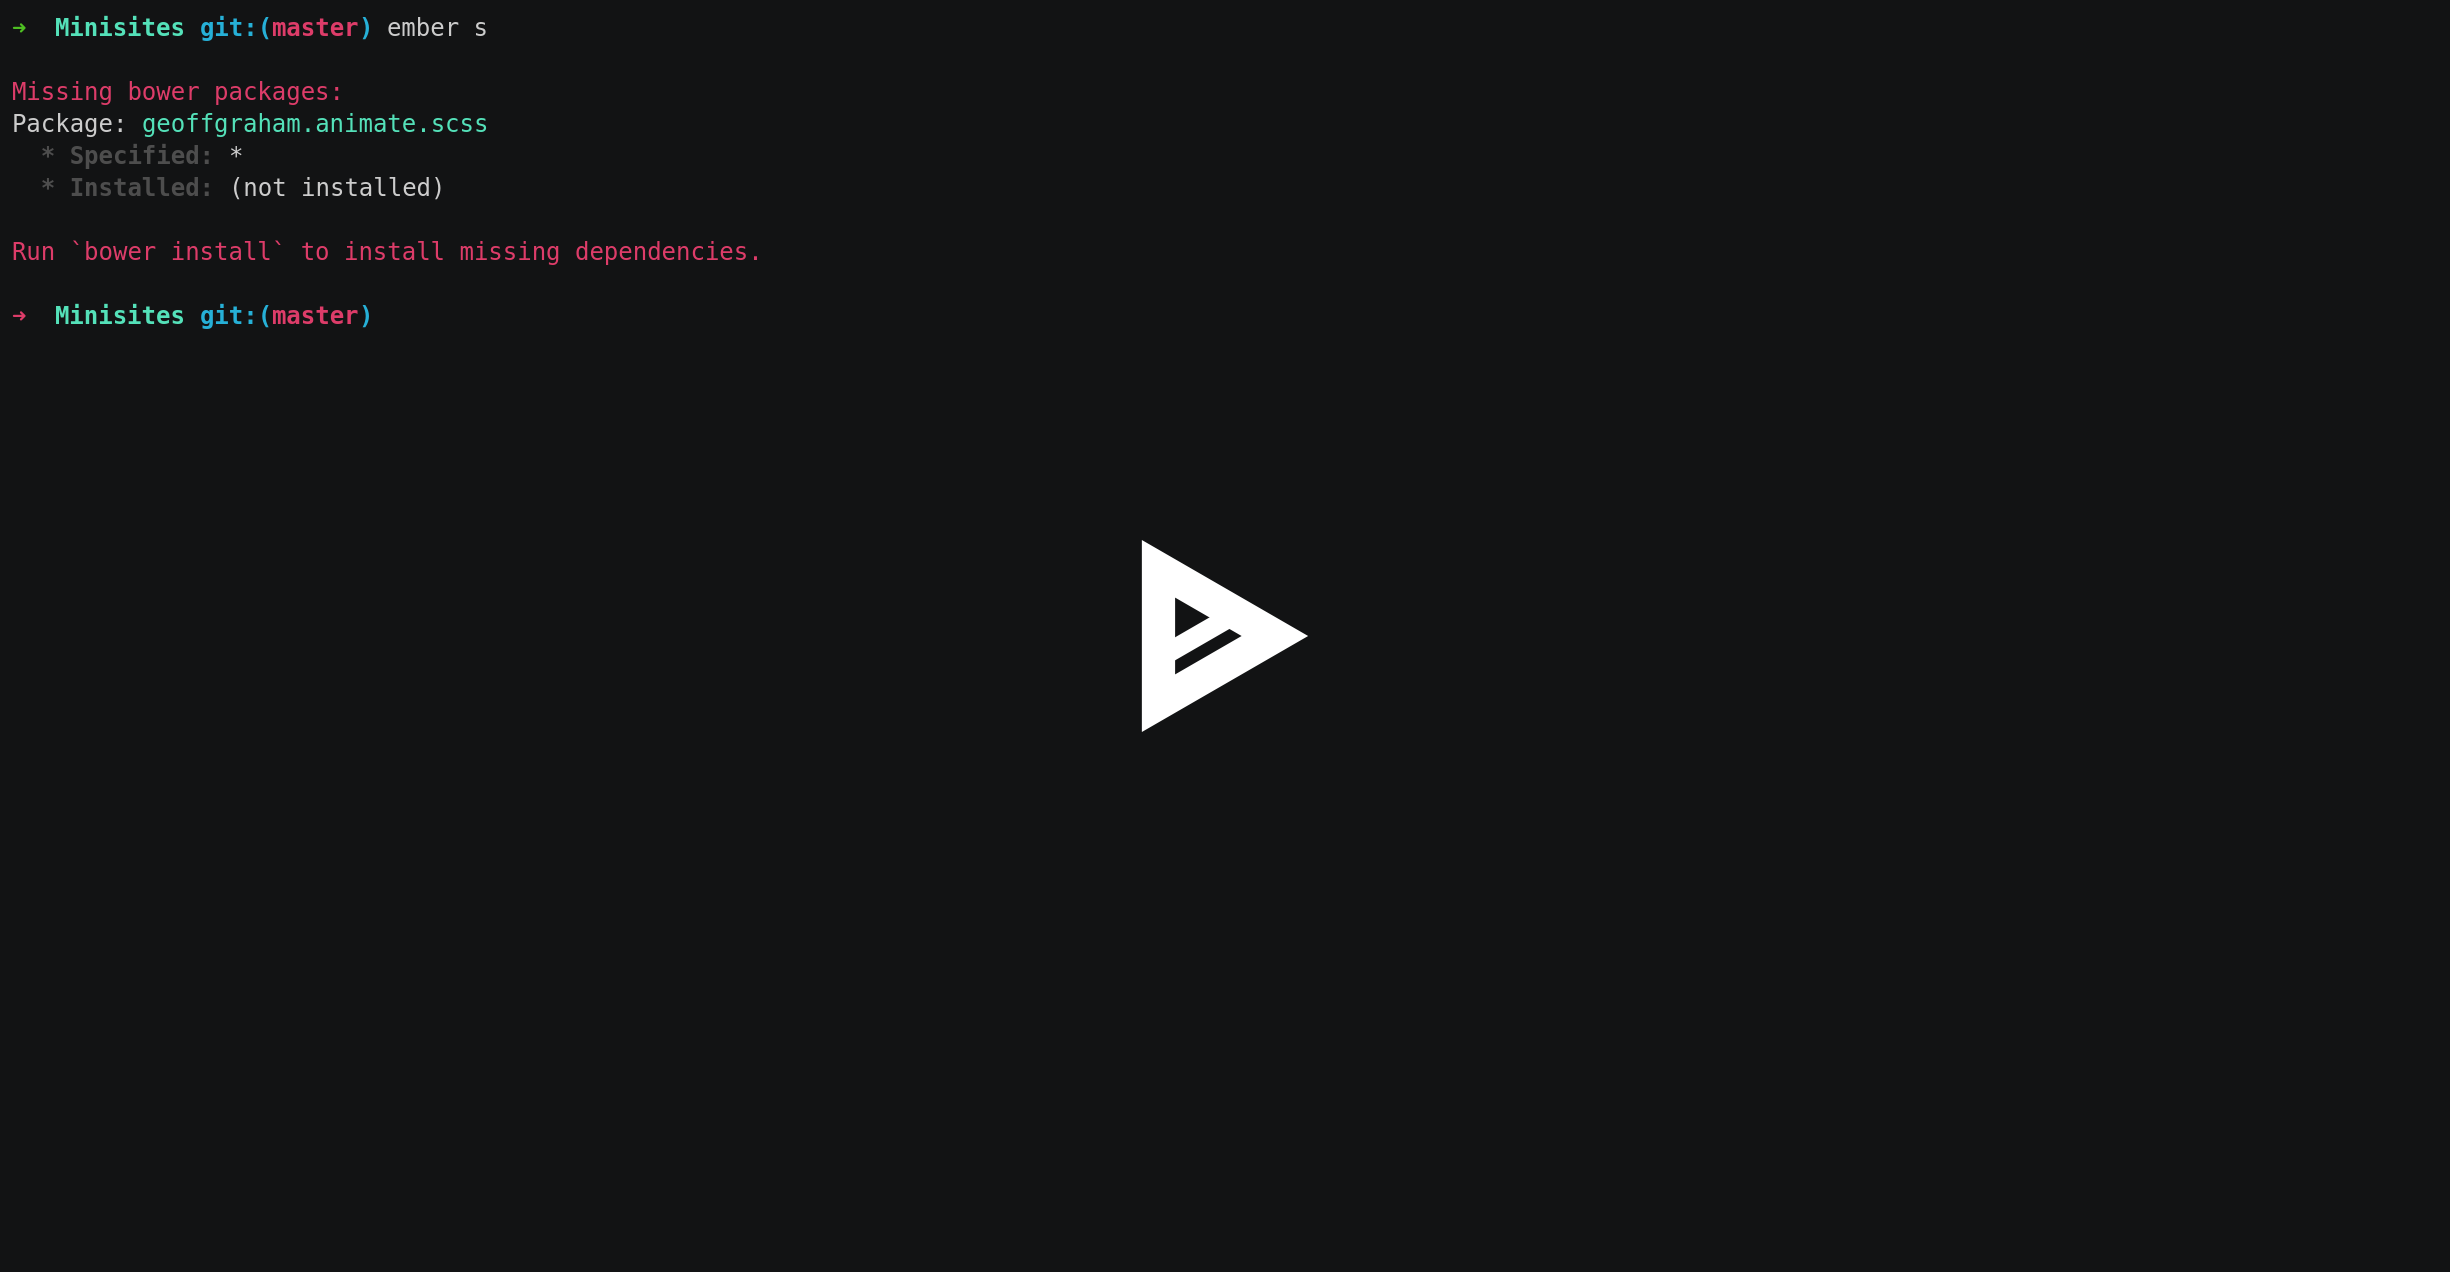 ➜  Minisites git:(master) ember s
Missing bower packages:
Package: geoffgraham.animate.scss
  * Specified: *
  * Installed: (not installed)
Run `bower install` to install missing dependencies.
➜  Minisites git:(master)